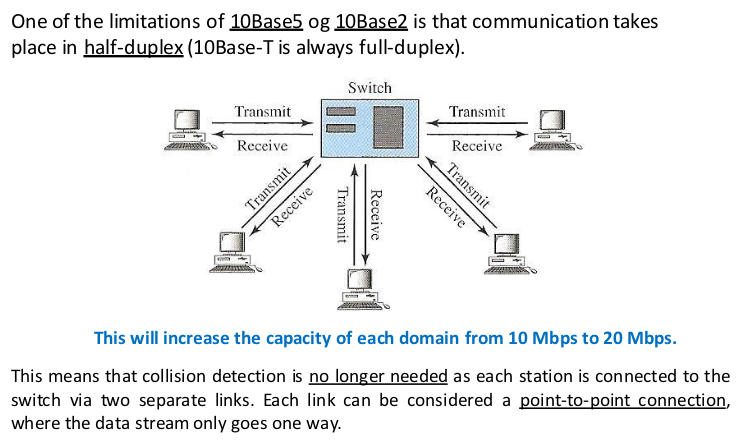 One of the limitations of 10Base5 og 10Base2 is that communication takes
place in half-duplex (10Base-T is always full-duplex).
Switch
Transmit
Receive
Transmit
Receive
Transmit
Receive
Transmit
Receive
Transmit
Receive
This will increase the capacity of each domain from 10 Mbps to 20 Mbps.
This means that collision detection is no longer needed as each station is connected to the
switch via two separate links. Each link can be considered a point-to-point connection,
where the data stream only goes one way.